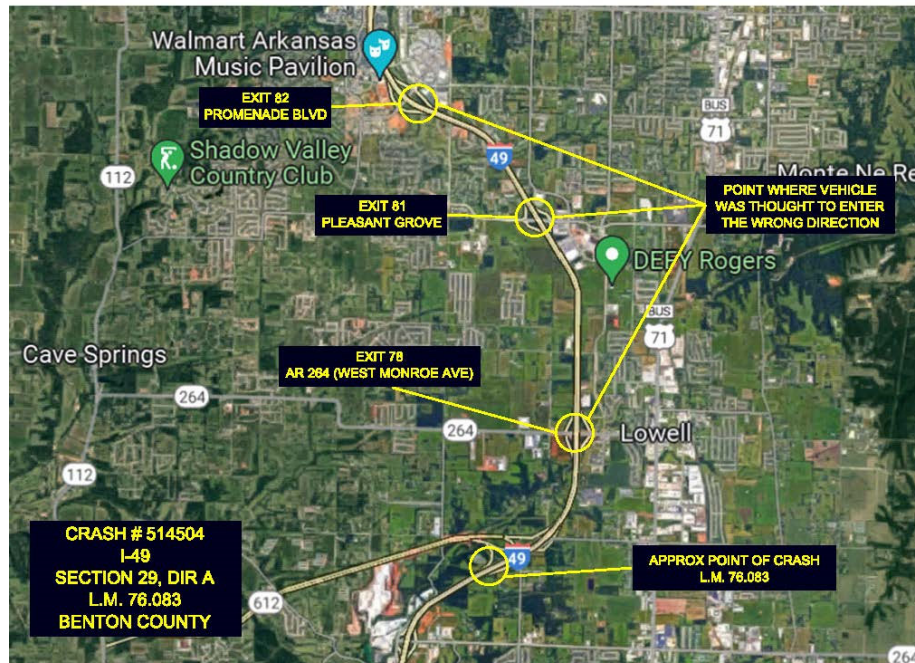 Walmart Arkansas
Music Pavilion
EXIT 82
PROMENADE BLVD
BUS
71
49
Shadow Valley
Country Club
112
Monte Ne Re
POINT WHERE VEHICLE
WAS THOUGHT TO ENTER
THE WRONG DIRECTION
EXIT 81
PLEASANT GROVE
DEFY Rogers
BUS
71
Cave Springs
EXIT 78
AR 264 (WEST MONROE AVE)
264
264
Lowell
112
CRASH # 514504
I-49
SECTION 29, DIR A
L.M. 76.083
BENTON COUNTY
49
APPROX POINT OF CRASH
L.M. 76.083
612
264